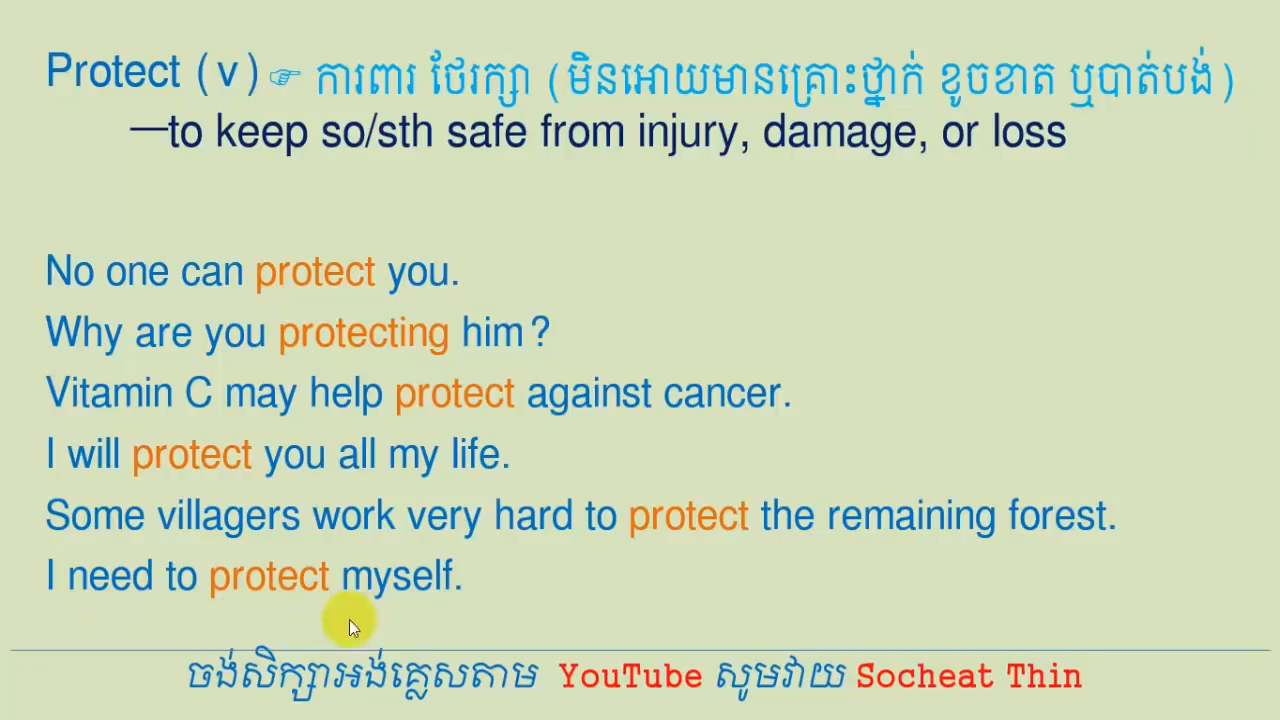 Protect (v) ☞ ការពារ ថែរក្សា (មិនអោយមានគ្រោះថ្នាក់ ខូចខាត ឬបាត់បង់)
—to keep so/sth safe from injury, damage, or loss
No one can protect you.
Why are you protecting him?
Vitamin C may help protect against cancer.
I will protect you all my life.
Some villagers work very hard to protect the remaining forest.
I need to protect myself.
ចង់សិក្សាអង់គ្លេសតាម YouTube សូមវាយ Socheat Thin